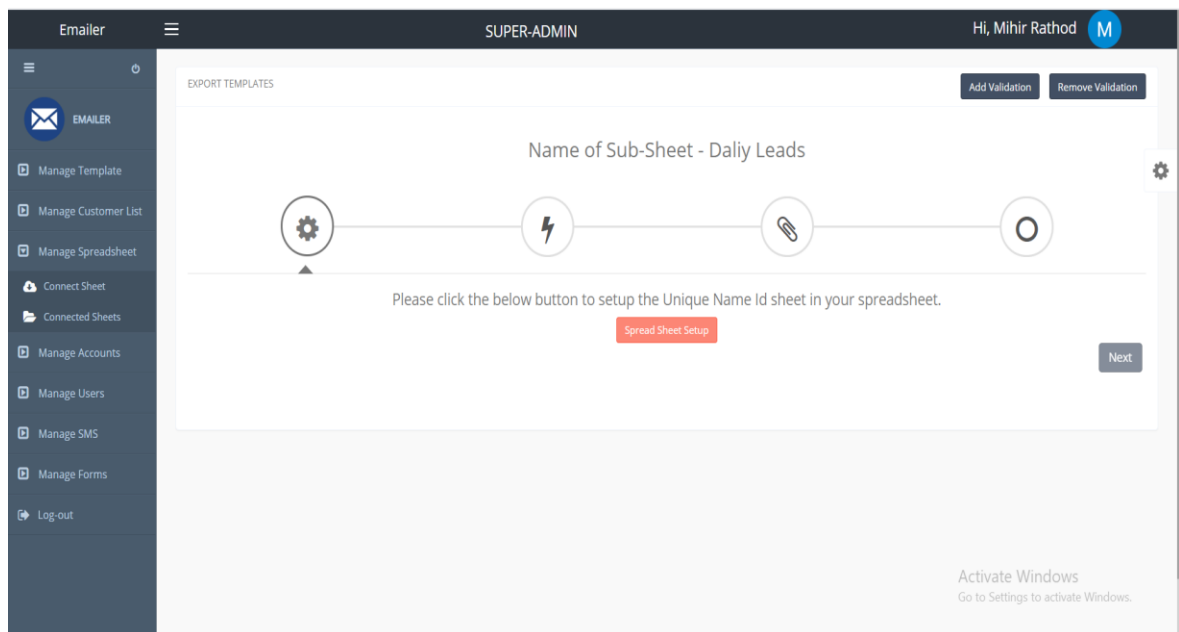 Emailer
SUPER-ADMIN
Hi, Mihir Rathod
M
EMAILER
Manage Template
Manage Customer List
Manage Spreadsheet
Connect Sheet
Connected Sheets
Manage Accounts
Manage Users
Manage SMS
Manage Forms
Log-out
EXPORT TEMPLATES
Add Validation
Remove Validation
Name of Sub-Sheet - Daliy Leads
Please click the below button to setup the Unique Name Id sheet in your spreadsheet.
Spread Sheet Setup
Next
Activate Windows
Go to Settings to activate Windows.